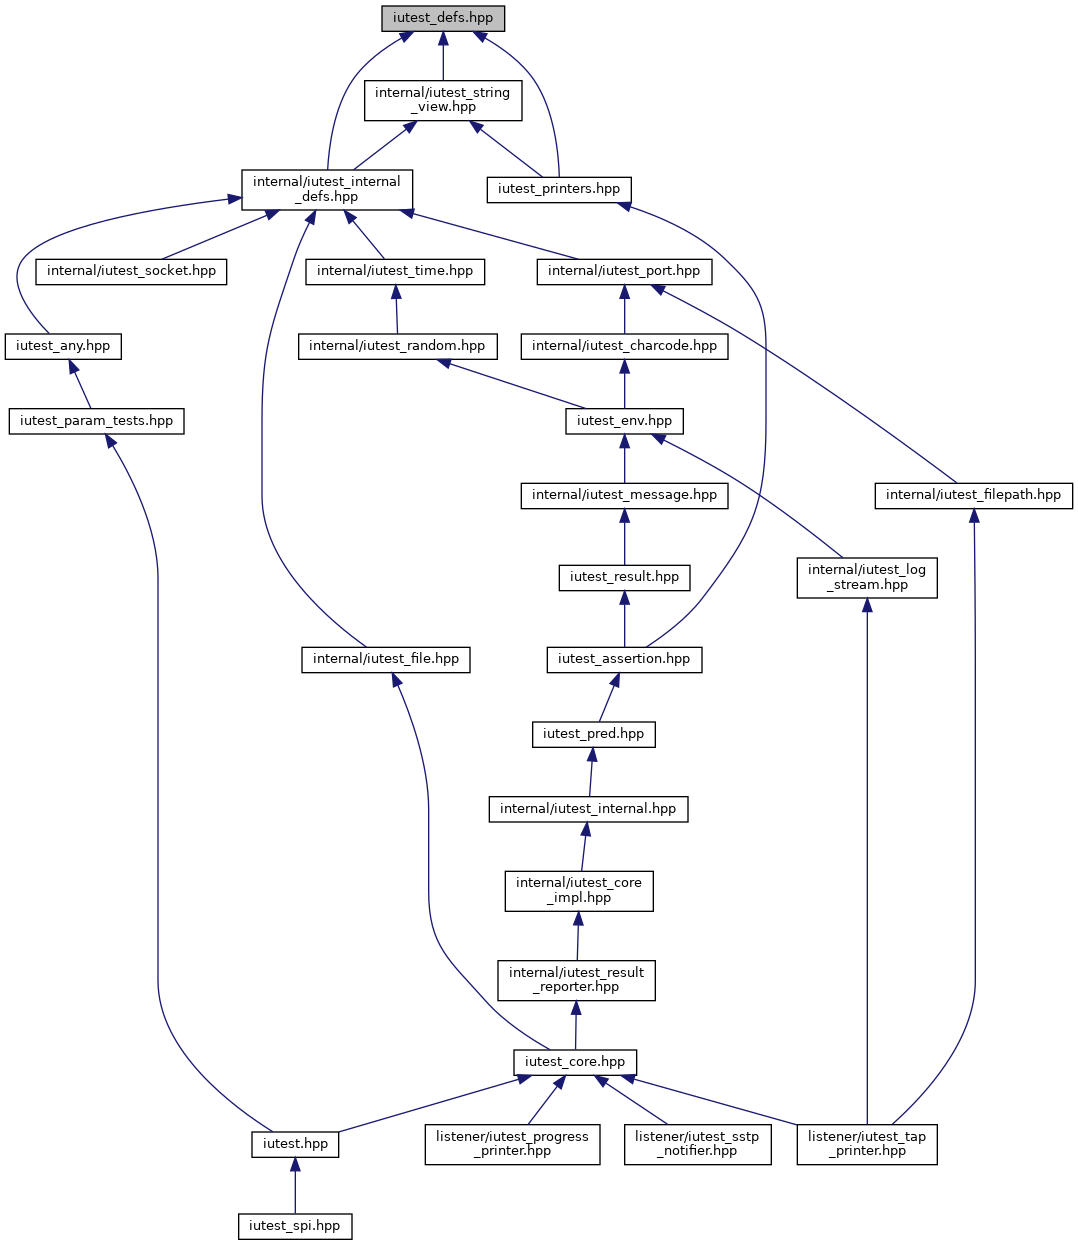 iutest_defs.hpp
internal/iutest_string
_view.hpp
internal/iutest_internal
_defs.hpp
iutest_printers.hpp
internal/iutest_socket.hpp
internal/iutest_time.hpp
internal/iutest_port.hpp
iutest_any.hpp
internal/iutest_random.hpp
internal/iutest_charcode.hpp
iutest_param_tests.hpp
iutest_env.hpp
internal/iutest_message.hpp
internal/iutest_filepath.hpp
iutest_result.hpp
internal/iutest_log
_stream.hpp
internal/iutest_file.hpp
iutest_assertion.hpp
iutest_pred.hpp
internal/iutest_internal.hpp
internal/iutest_core
_impl.hpp
internal/iutest_result
_reporter.hpp
iutest_core.hpp
iutest.hpp
listener/iutest_progress
_printer.hpp
listener/iutest_sstp
_notifier.hpp
listener/iutest_tap
_printer.hpp
iutest_spi.hpp